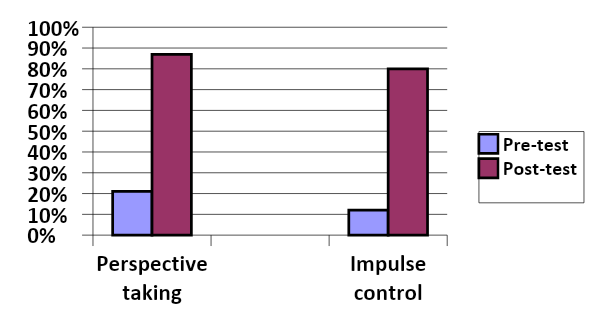 100%
90%
80%
70%
60%
50%
40%
30%
20%
10%
0%
Perspective
taking
Impulse
control
Pre-test
Post-test